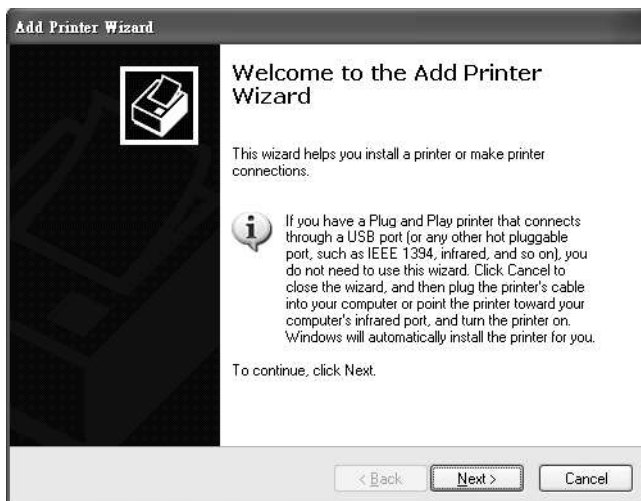 Add Printer Wizard
Welcome to the Add Printer
Wizard
This wizard helps you install a printer or make printer
connections.
If you have a Plug and Play printer that connects
through a USB port (or any other hot pluggable
port, such as IEEE 1394, infrared, and so on), you
do not need to use this wizard. Click Cancel to
close the wizard, and then plug the printer's cable
into your computer or point the printer toward your
computer's infrared port, and turn the printer on.
Windows will automatically install the printer for you.
To continue, click Next.
< Back
Next >
Cancel